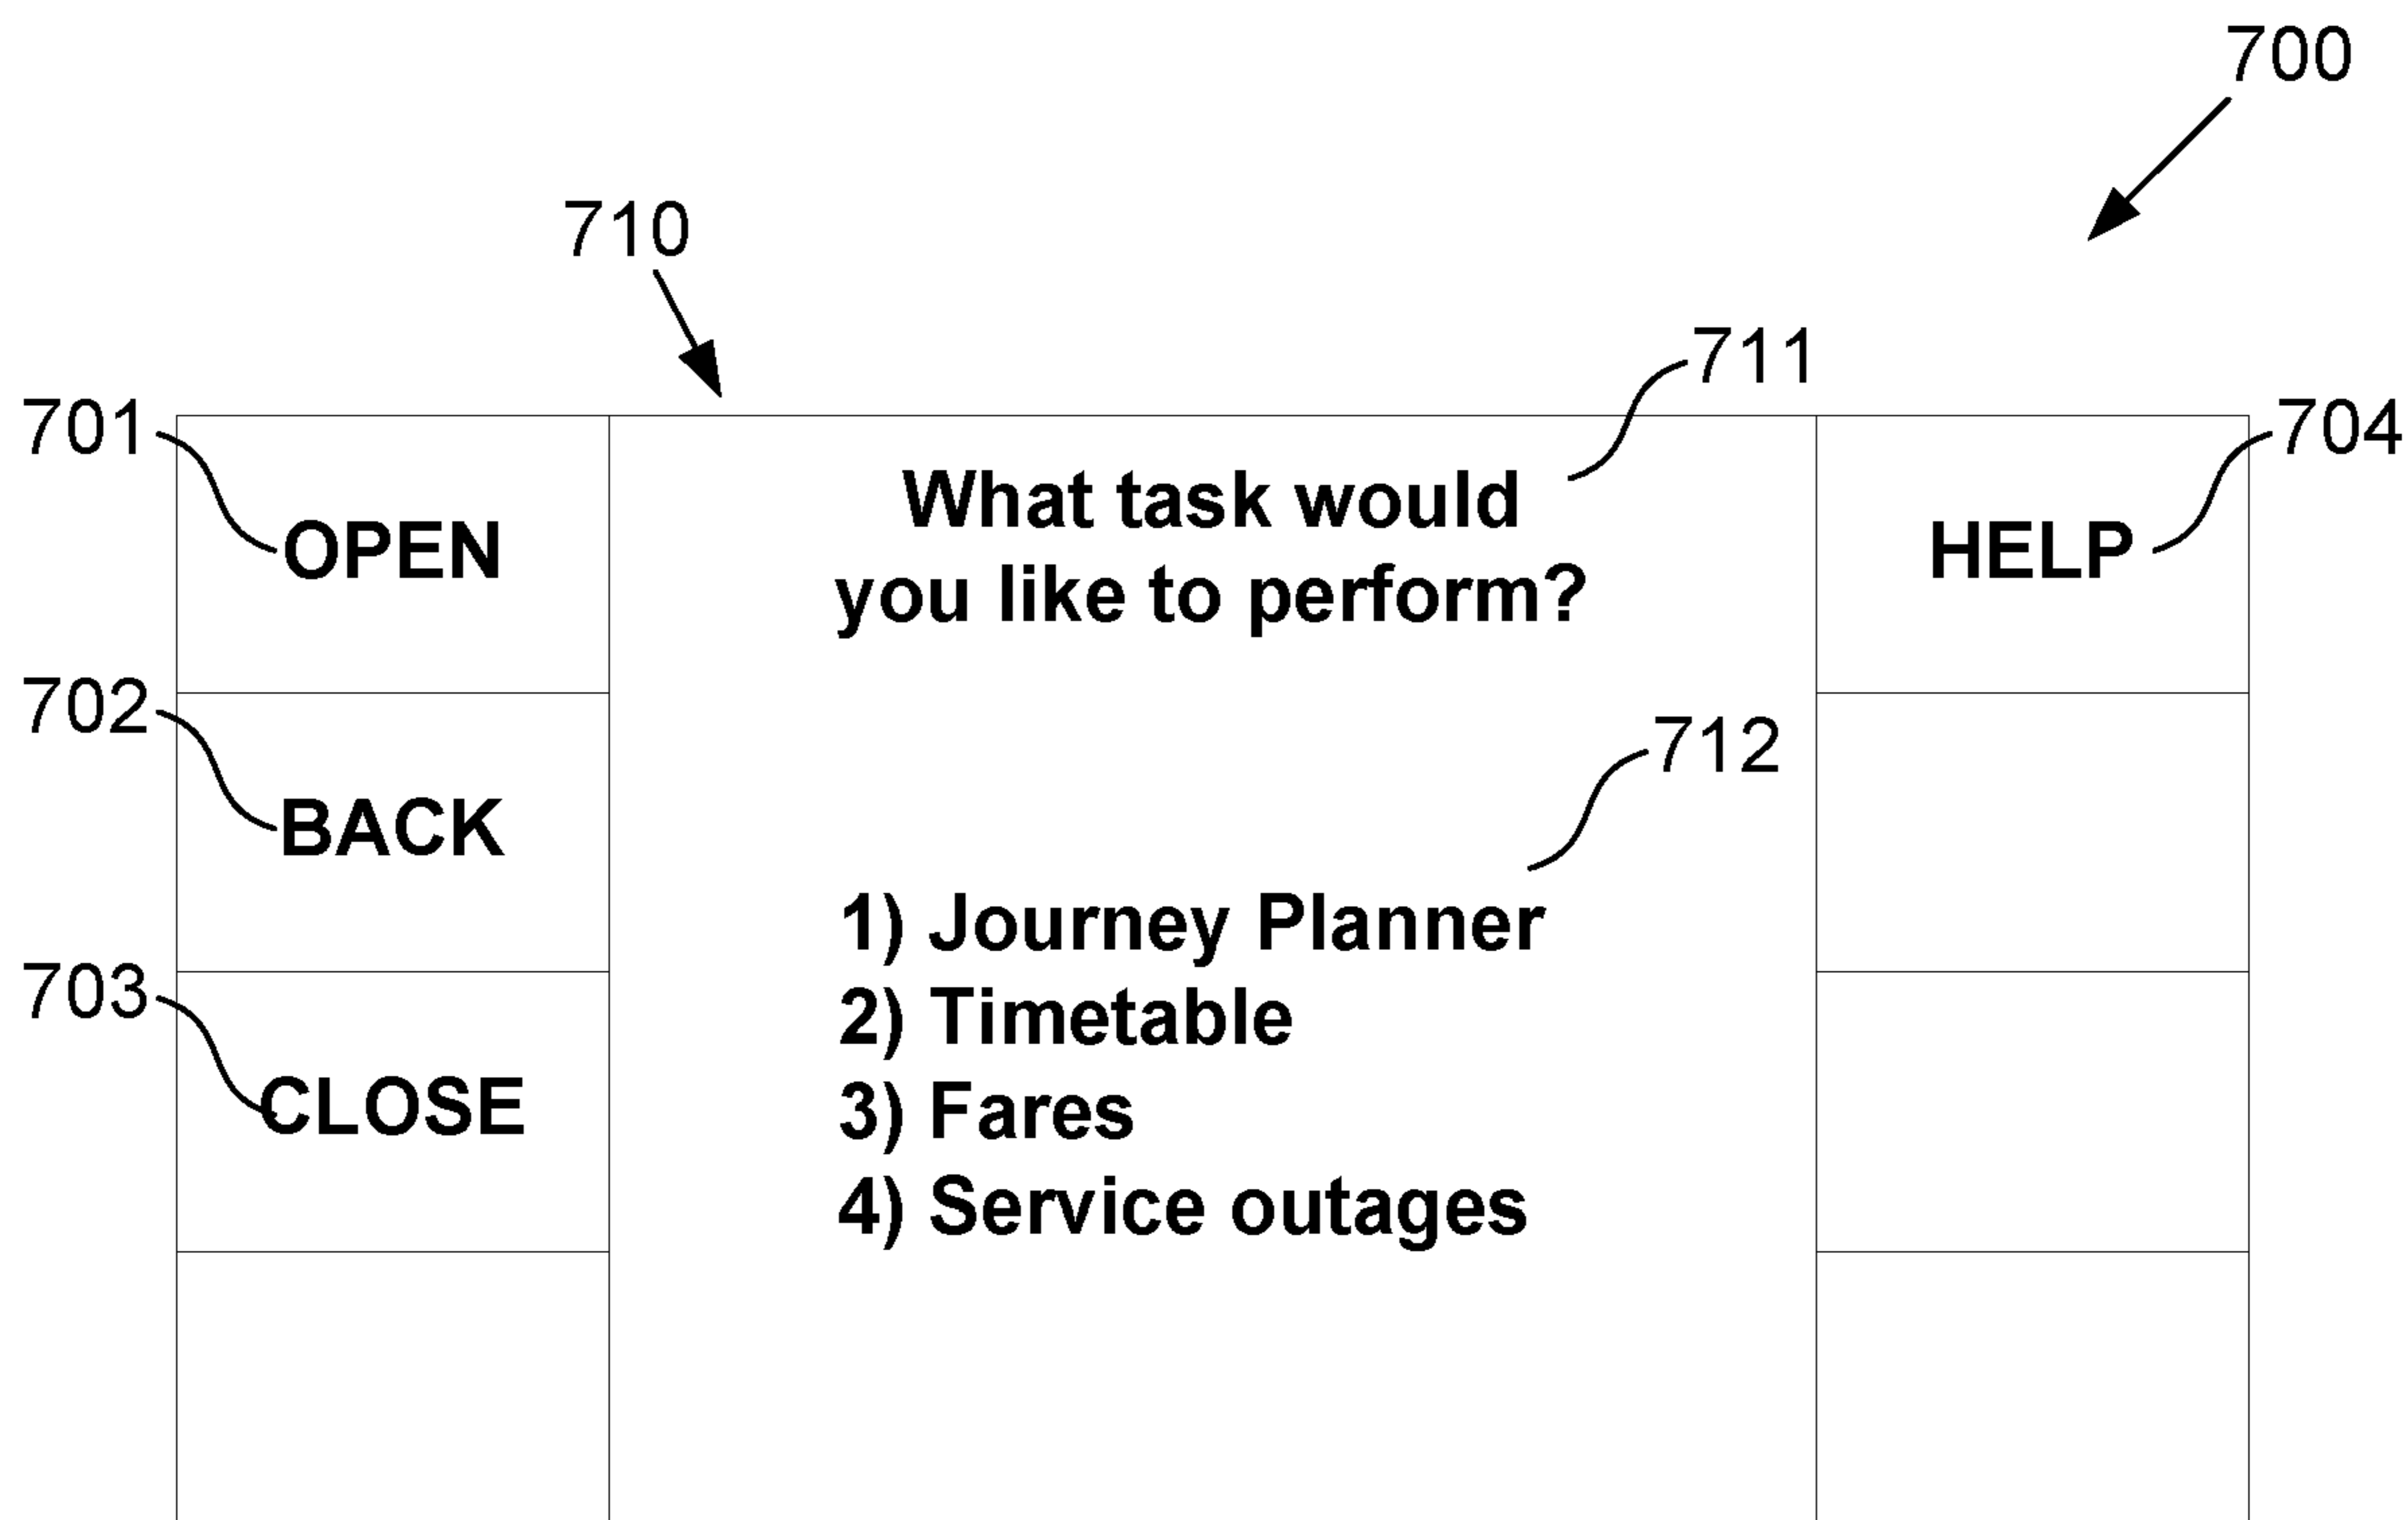 700
710
711
701
704
What task would
you like to perform?
OPEN
HELP
702
712
BACK
1) Journey Planner
703
2) Timetable
CLOSE
3) Fares
4) Service outages